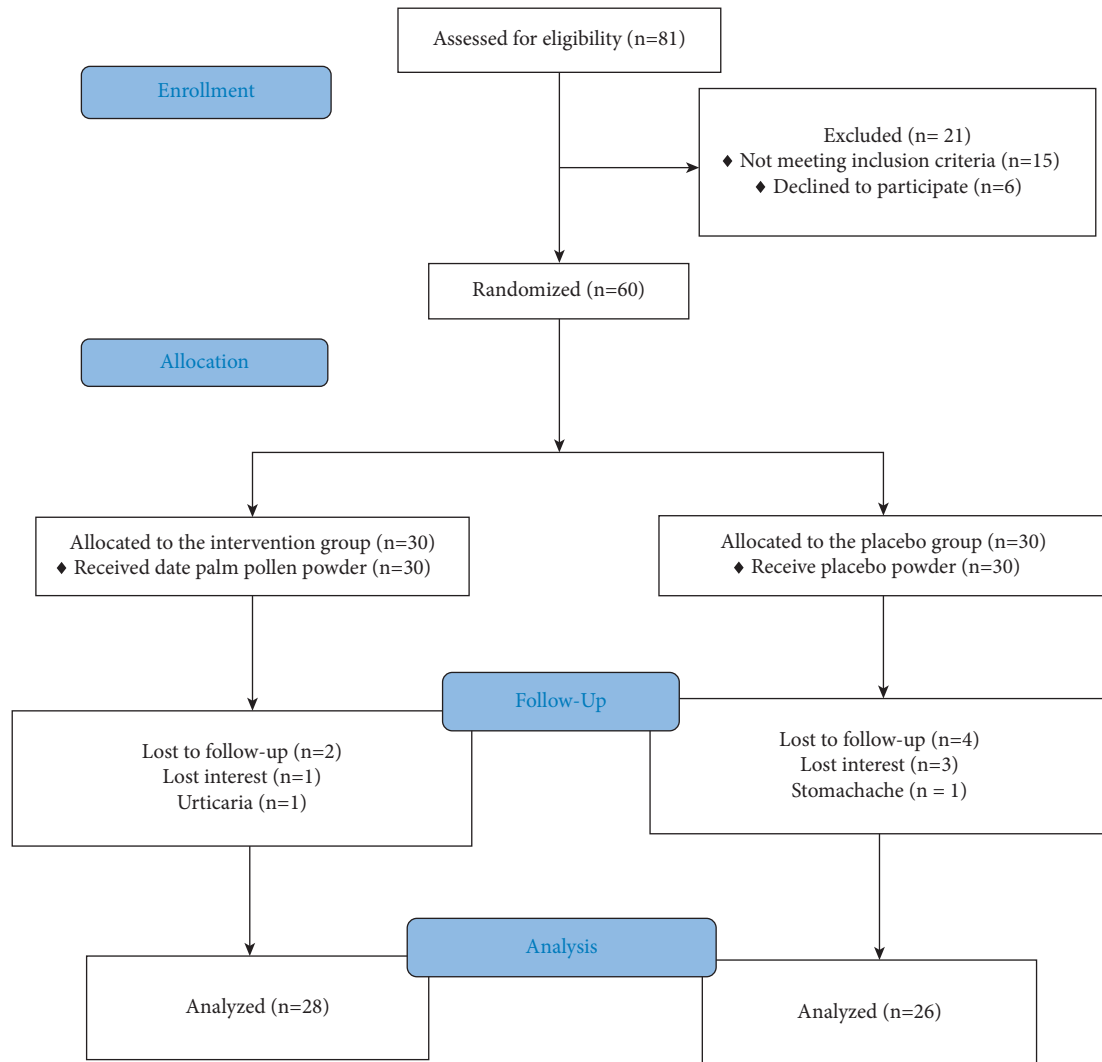 Assessed for eligibility (n=81)
Enrollment
Excluded (n= 21)
♦ Not meeting inclusion criteria (n=15)
♦ Declined to participate (n=6)
Randomized (n=60)
Allocation
Allocated to the intervention group (n=30)
♦ Received date palm pollen powder (n=30)
Allocated to the placebo group (n=30)
♦ Receive placebo powder (n=30)
Follow-Up
Lost to follow-up (n=2)
Lost interest (n=1)
Urticaria (n=1)
Lost to follow-up (n=4)
Lost interest (n=3)
Stomachache (n = 1)
Analysis
Analyzed (n=28)
Analyzed (n=26)